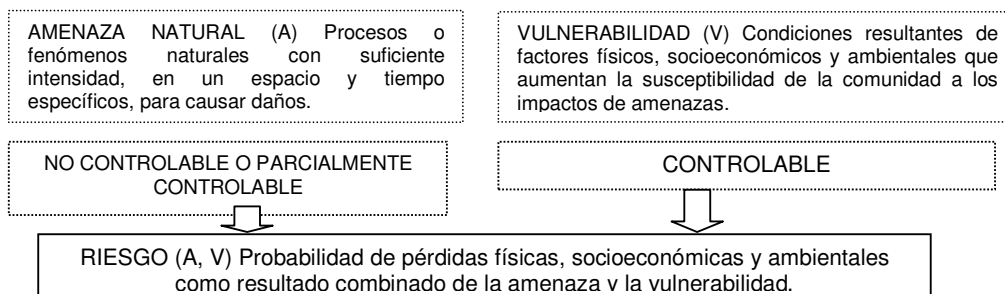 AMENAZA NATURAL (A) Procesos o
fenómenos naturales con suficiente
intensidad, en un espacio y tiempo
específicos, para causar daños.
VULNERABILIDAD (V) Condiciones resultantes de
factores físicos, socioeconómicos y ambientales que
aumentan la susceptibilidad de la comunidad a los
impactos de amenazas.
NO CONTROLABLE O PARCIALMENTE
CONTROLABLE
CONTROLABLE
RIESGO (A, V) Probabilidad de pérdidas físicas, socioeconómicas y ambientales
como resultado combinado de la amenaza y la vulnerabilidad.